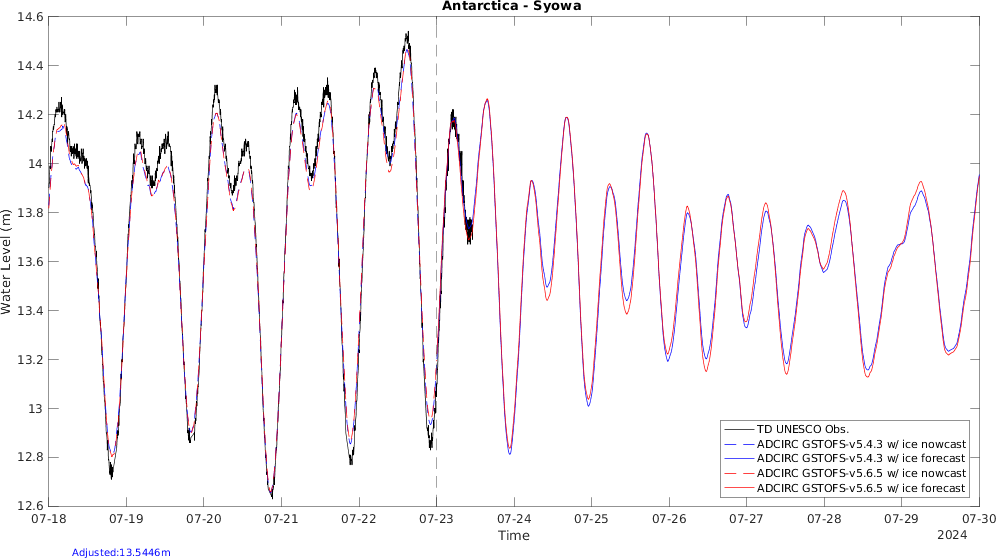 Antarctica - Syowa
14.6
14.4
14.2
14
13.8
13.6
13.4
13.2
13
12.8
12.6
Water Level (m)
TD UNESCO Obs.
ADCIRC GSTOFS-v5.4.3 w/ ice nowcast
ADCIRC GSTOFS-v5.4.3 w/ ice forecast
ADCIRC GSTOFS-v5.6.5 w/ ice nowcast
ADCIRC GSTOFS-v5.6.5 w/ ice forecast
07-18 07-19 07-20 07-21 07-22 07-23 07-24 07-25 07-26 07-27 07-28 07-29 07-30
Time
2024
Adjusted:13.5446m